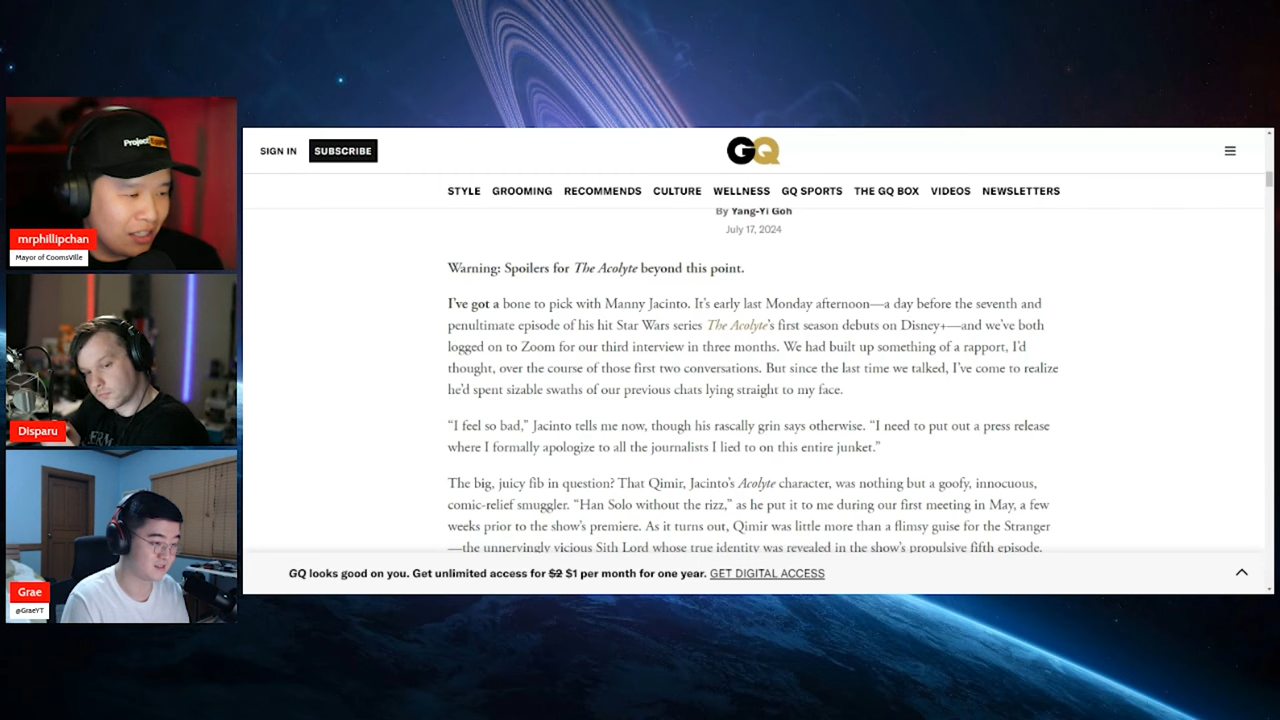 Project
mrphillipchan
Mayor of CoomsVille
Disparu
Grae
@GraeYT
SIGN IN
SUBSCRIBE
GQ
STYLE GROOMING RECOMMENDS CULTURE WELLNESS GQ SPORTS THE GQ BOX VIDEOS NEWSLETTERS
By Yang-Yi Goh
July 17, 2024
Warning: Spoilers for The Acolyte beyond this point.
I’ve got a bone to pick with Manny Jacinto. It’s early last Monday afternoon—a day before the seventh and
penultimate episode of his hit Star Wars series The Acolyte’s first season debuts on Disney+—and we’ve both
logged on to Zoom for our third interview in three months. We had built up something of a rapport, I’d
thought, over the course of those first two conversations. But since the last time we talked, I’ve come to realize
he’d spent sizable swaths of our previous chats lying straight to my face.
“I feel so bad,” Jacinto tells me now, though his rascally grin says otherwise. “I need to put out a press release
where I formally apologize to all the journalists I lied to on this entire junket.”
The big, juicy fib in question? That Qimir, Jacinto’s Acolyte character, was nothing but a goofy, innocuous,
comic-relief smuggler. “Han Solo without the rizz,” as he put it to me during our first meeting in May, a few
weeks prior to the show’s premiere. As it turns out, Qimir was little more than a flimsy guise for the Stranger
—the unnervingly vicious Sith Lord whose true identity was revealed in the show’s propulsive fifth episode.
GQ looks good on you. Get unlimited access for $2 $1 per month for one year. GET DIGITAL ACCESS